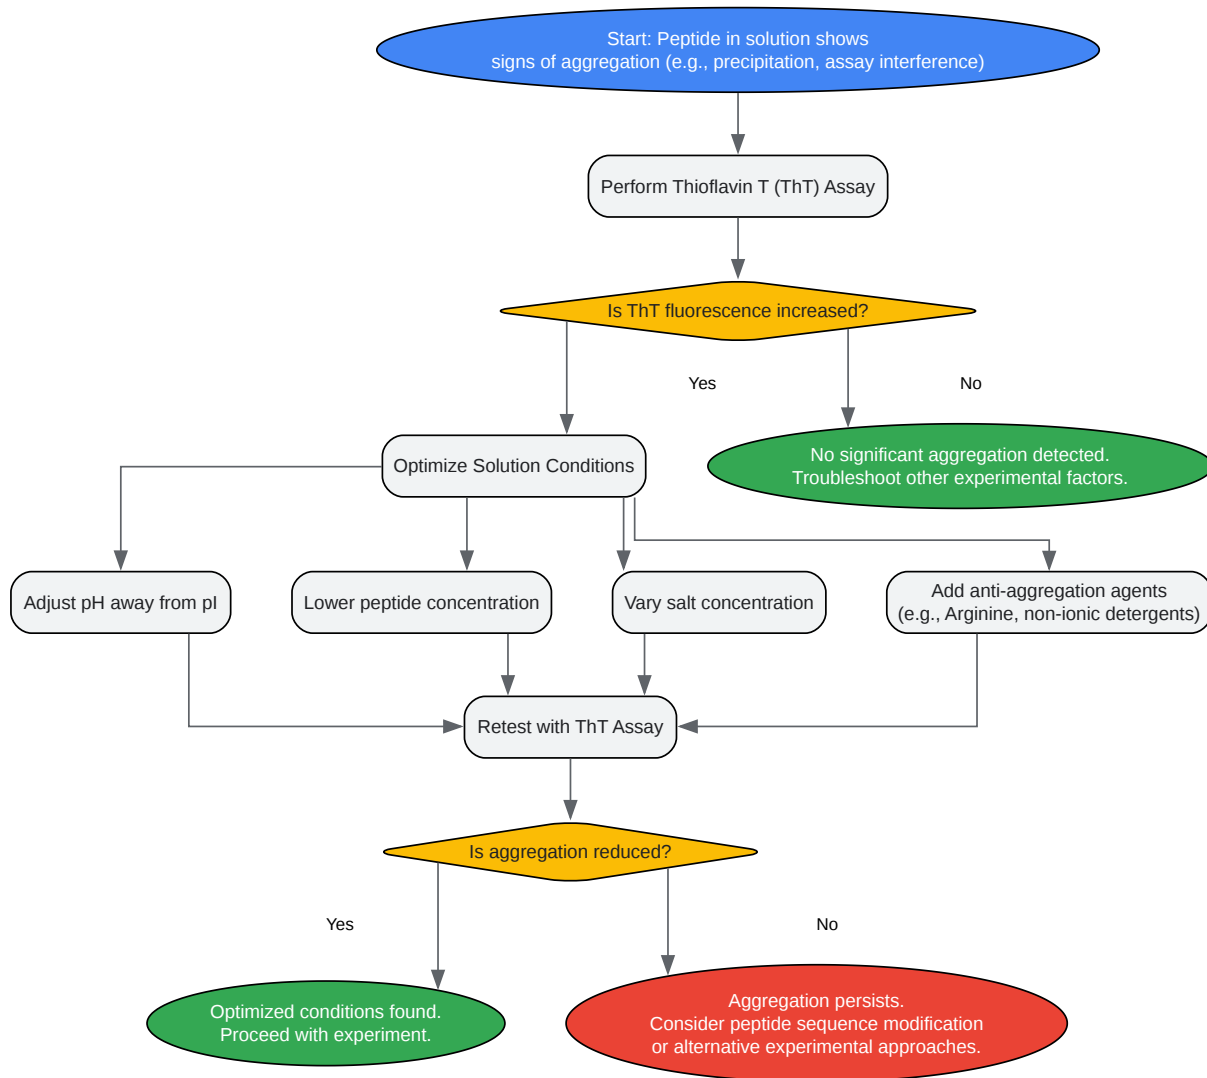 Start: Peptide in solution shows
signs of aggregation (e.g., precipitation, assay interference)
Perform Thioflavin T (ThT) Assay
Is ThT fluorescence increased?
Yes
No
Optimize Solution Conditions
No significant aggregation detected.
Troubleshoot other experimental factors.
Adjust pH away from pI
Lower peptide concentration
Vary salt concentration
Add anti-aggregation agents
(e.g., Arginine, non-ionic detergents)
Retest with ThT Assay
Is aggregation reduced?
Yes
No
Optimized conditions found.
Proceed with experiment.
Aggregation persists.
Consider peptide sequence modification
or alternative experimental approaches.